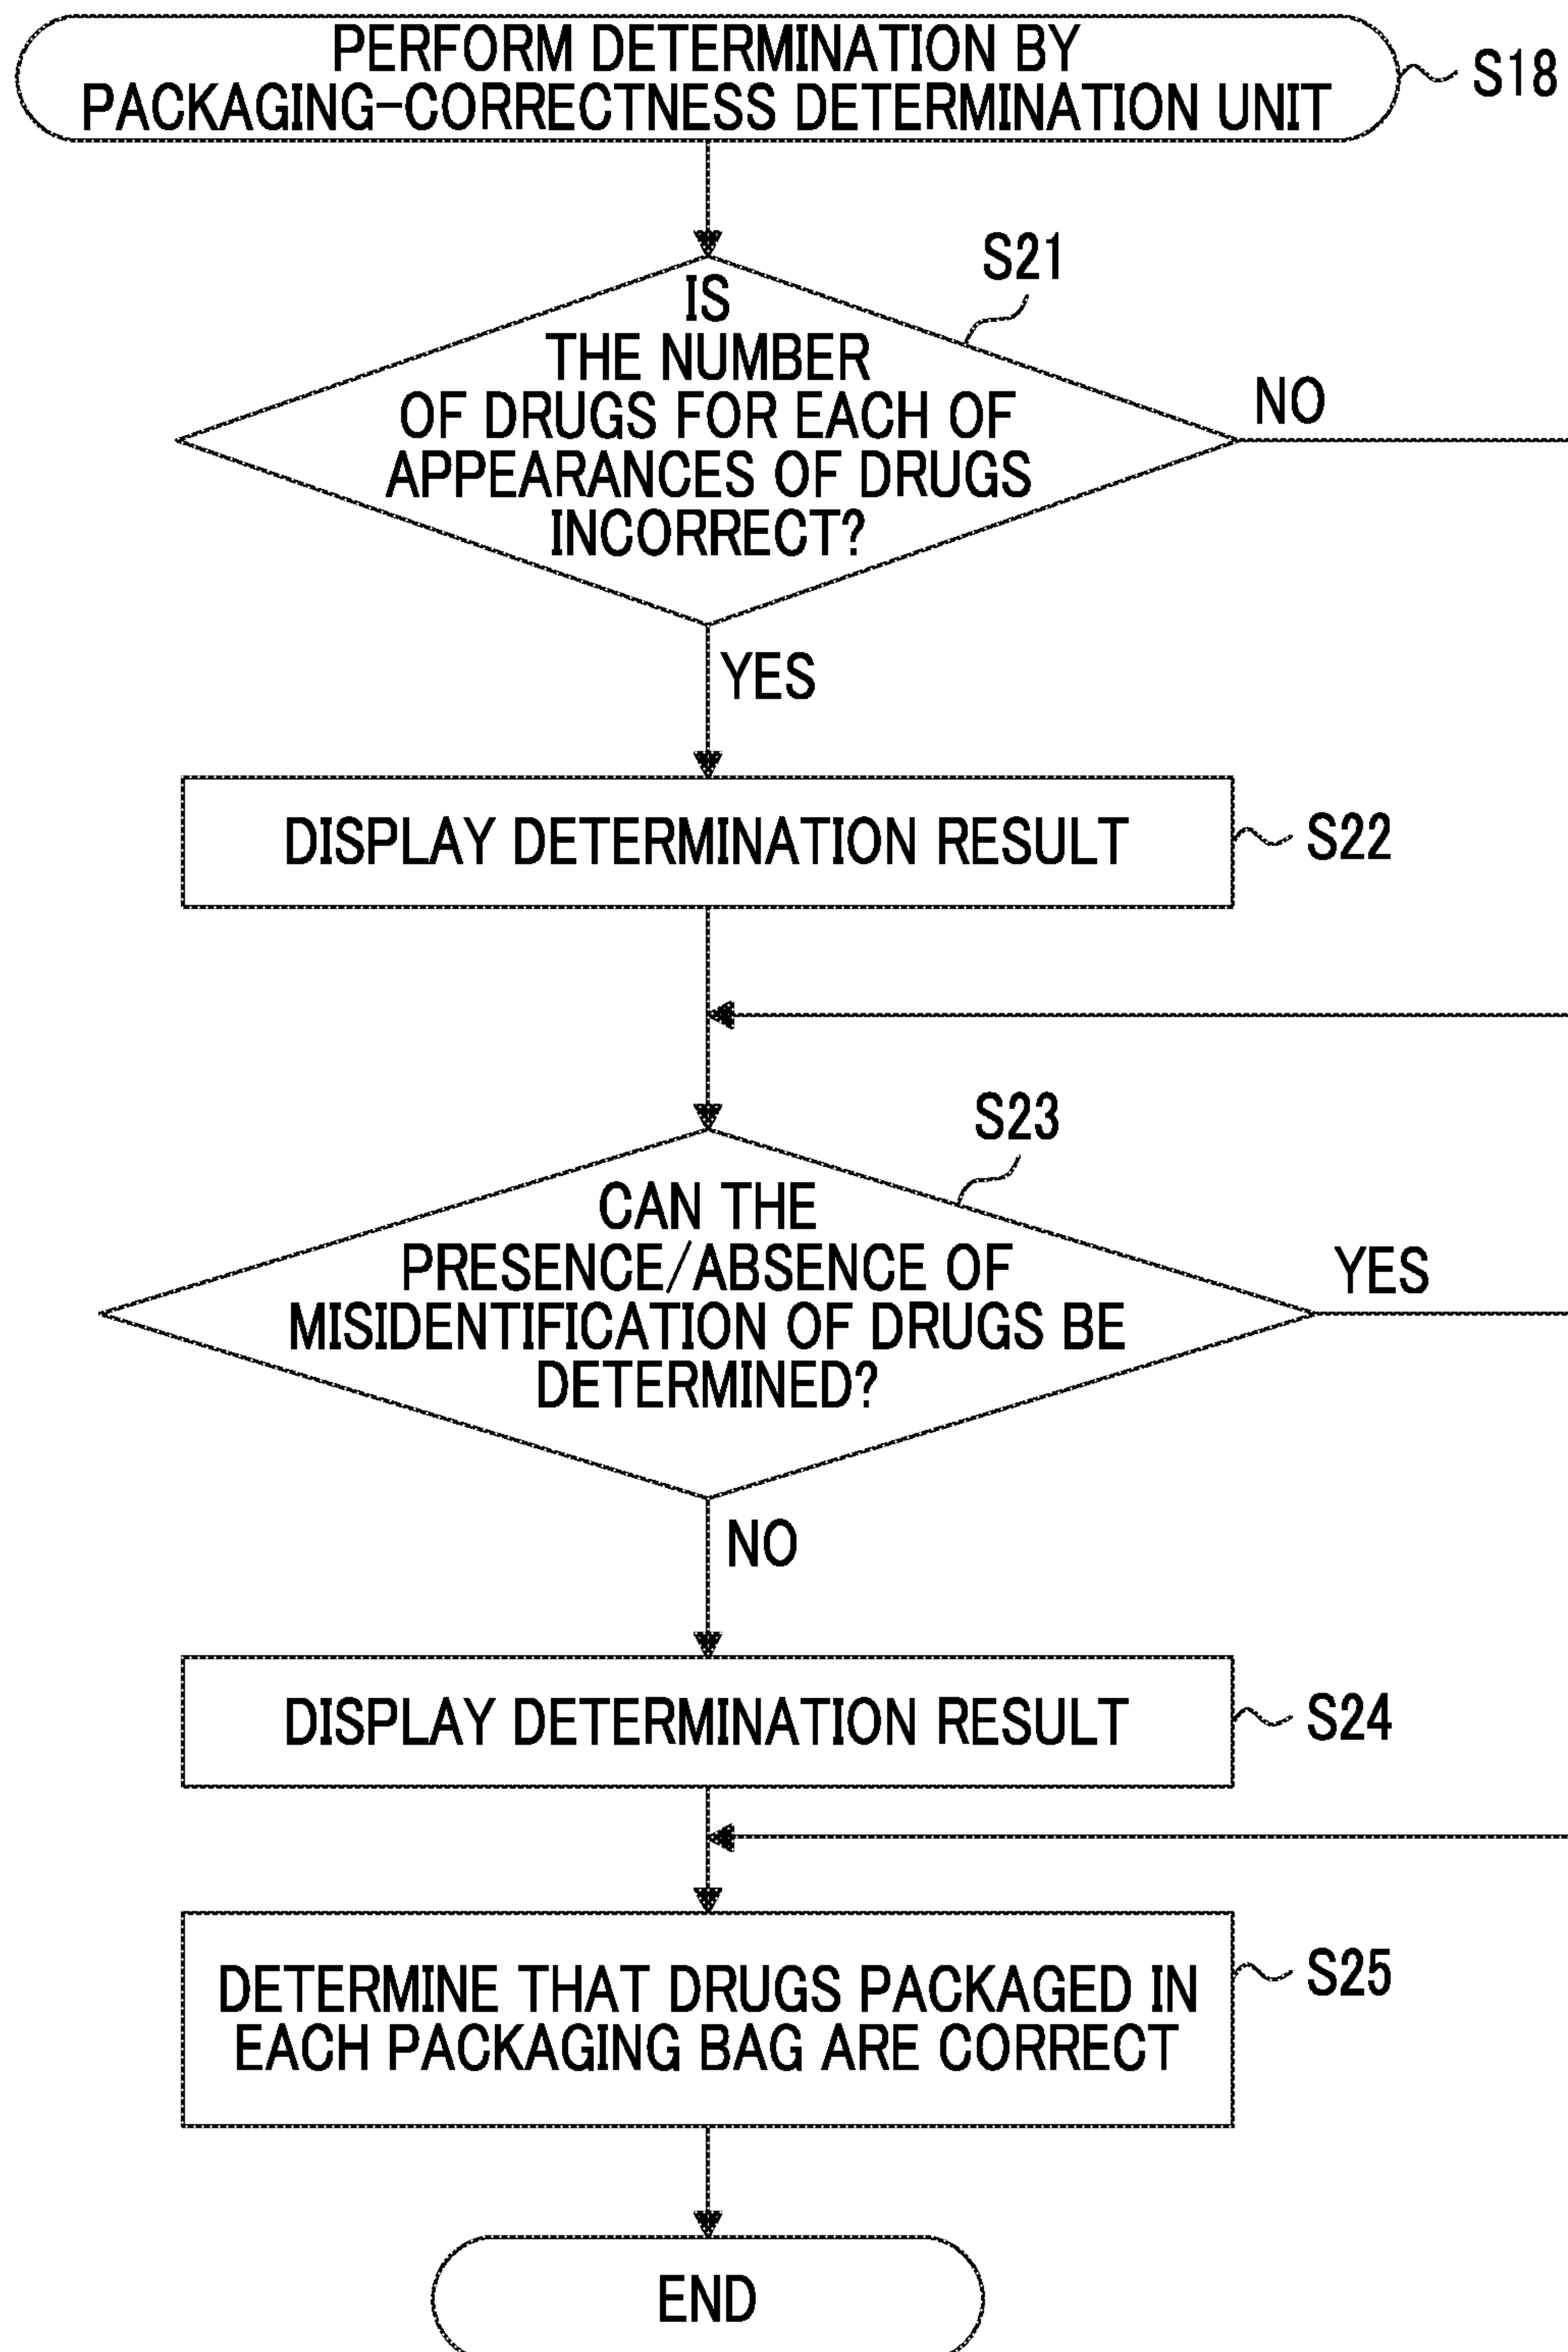 PERFORM DETERMINATION BY
PACKAGING-CORRECTNESS DETERMINATION UNIT
S18
S21
IS
THE NUMBER
OF DRUGS FOR EACH OF
APPEARANCES OF DRUGS
INCORRECT?
NO
YES
DISPLAY DETERMINATION RESULT
S22
S23
CAN THE
PRESENCE/ABSENCE OF
MISIDENTIFICATION OF DRUGS BE
DETERMINED?
YES
NO
DISPLAY DETERMINATION RESULT
S24
DETERMINE THAT DRUGS PACKAGED IN
EACH PACKAGING BAG ARE CORRECT
S25
END